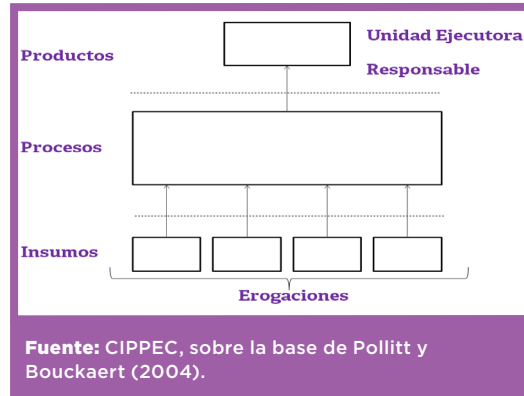 Productos
Unidad Ejecutora
Responsable
Procesos
Insumos
Erogaciones
Fuente: CIPPEC, sobre la base de Pollitt y
Bouckaert (2004).